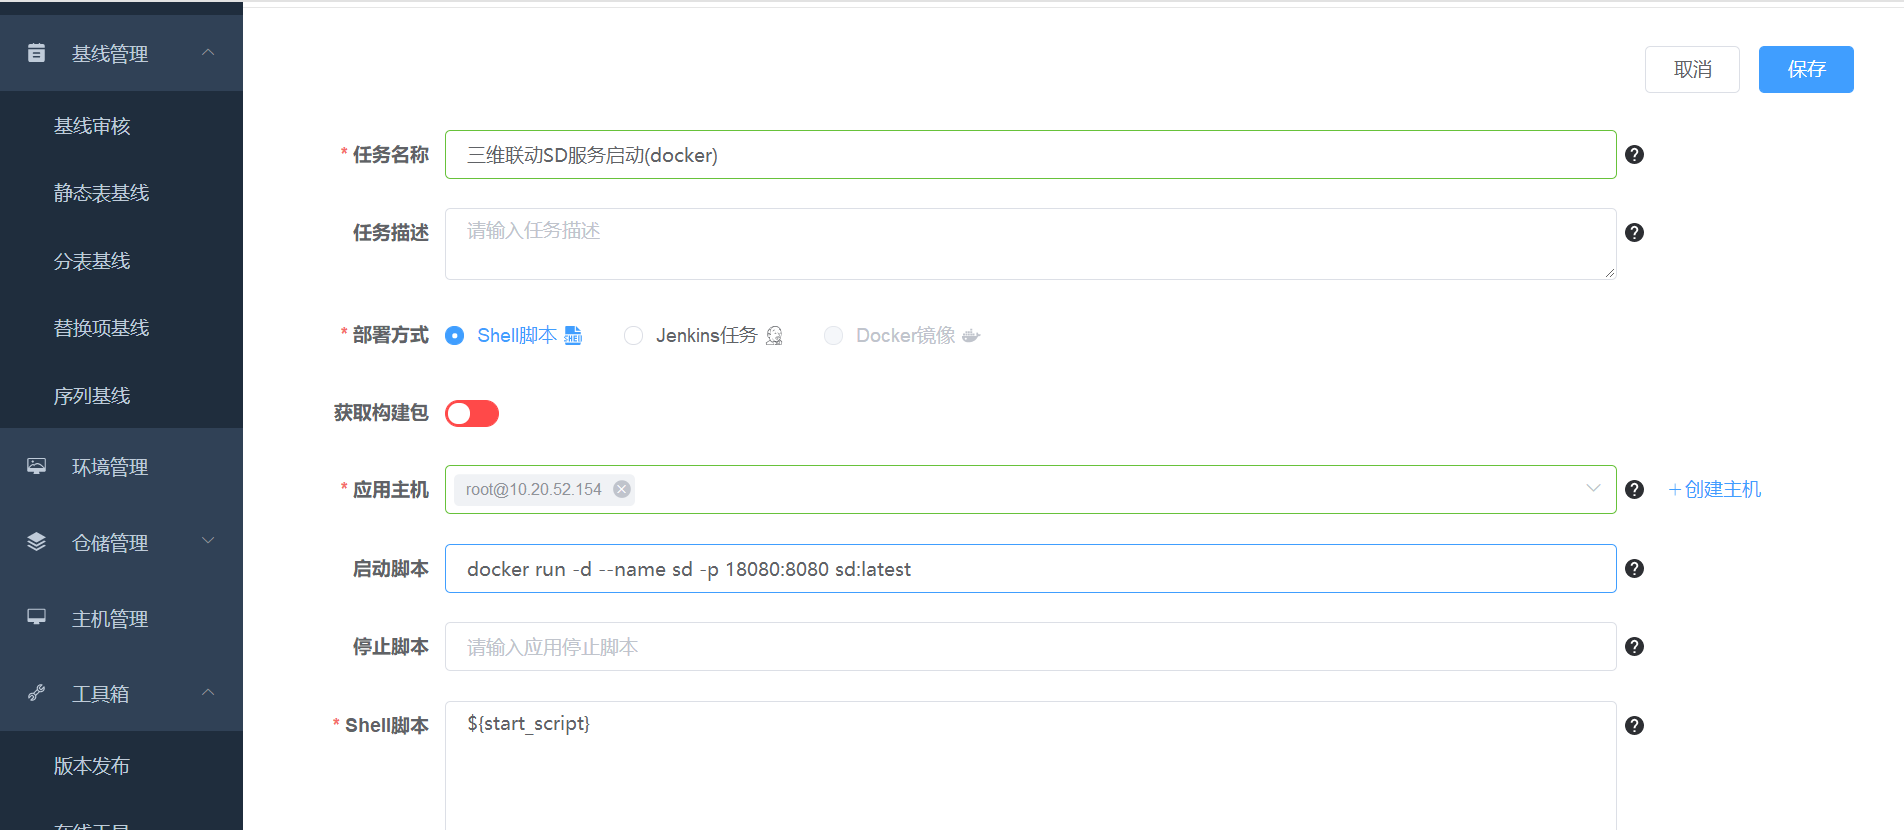 基线管理
基线审核
静态表基线
分表基线
替换项基线
序列基线
环境管理
仓储管理
主机管理
工具箱
版本发布
在线工具
取消
保存
* 任务名称
三维联动SD服务启动(docker)
任务描述
请输入任务描述
* 部署方式
Shell脚本 SHELL
Jenkins任务
Docker镜像
获取构建包
* 应用主机
root@10.20.52.154
+创建主机
启动脚本
docker run -d --name sd -p 18080:8080 sd:latest
停止脚本
请输入应用停止脚本
* Shell脚本
${start_script}